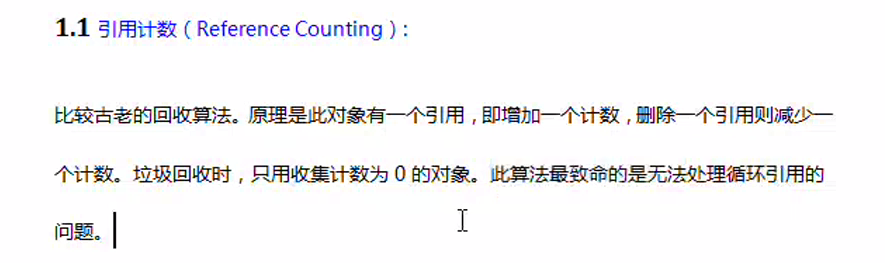 1.1 引用计数（Reference Counting）：
比较古老的回收算法。原理是此对象有一个引用，即增加一个计数，删除一个引用则减少一
个计数。垃圾回收时，只用收集计数为 0 的对象。此算法最致命的是无法处理循环引用的
问题。